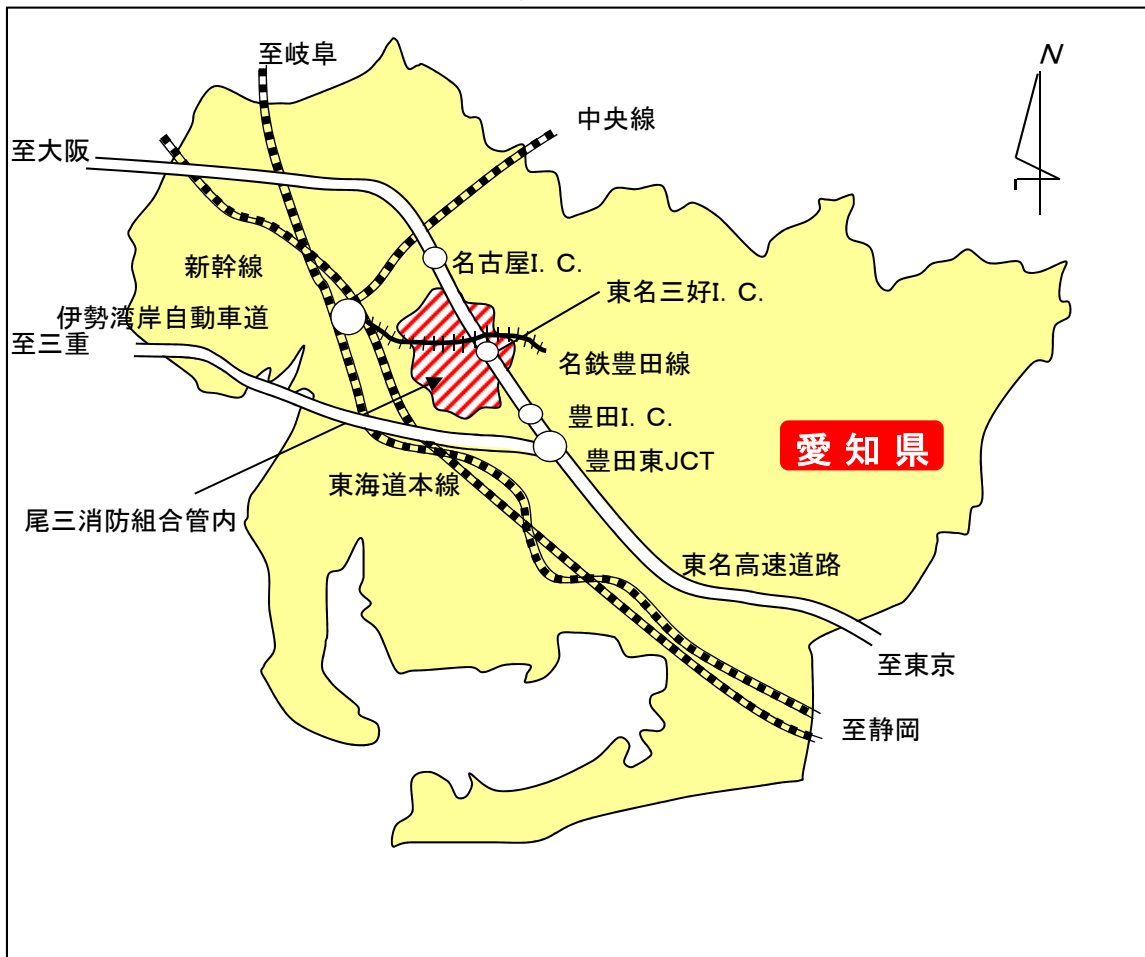 至岐阜
N
中央線
至大阪
新幹線
名古屋I. C.
東名三好I. C.
伊勢湾岸自動車道
至三重
名鉄豊田線
豊田I. C.
愛知県
豊田東JCT
東海道本線
尾三消防組合管内
東名高速道路
至東京
至静岡